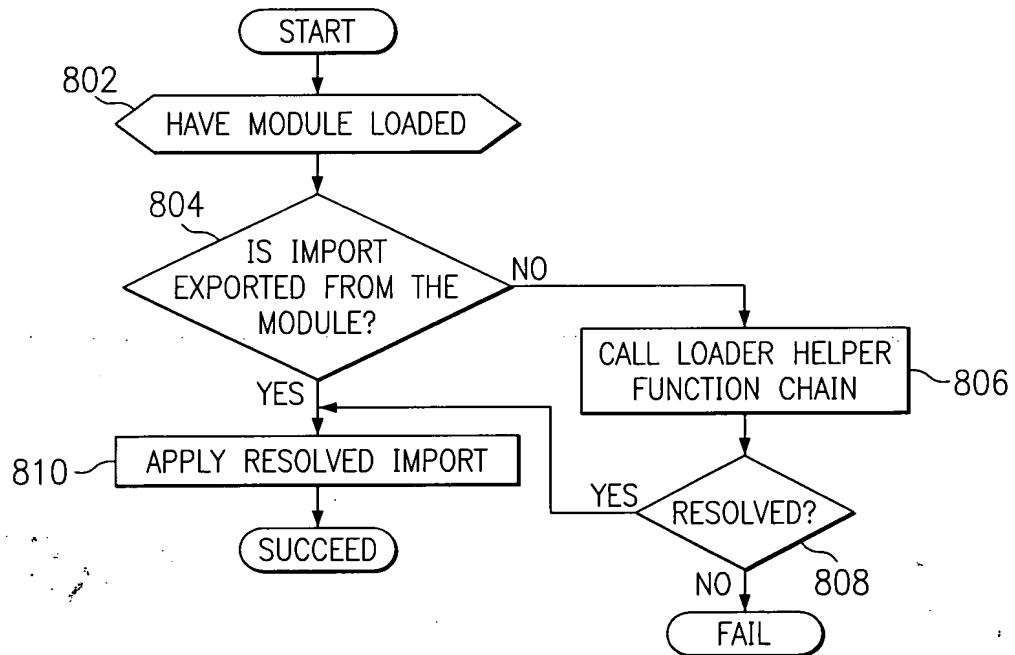 START
802
HAVE MODULE LOADED
804
IS IMPORT
EXPORTED FROM THE
MODULE?
NO
CALL LOADER HELPER
FUNCTION CHAIN
806
YES
810
APPLY RESOLVED IMPORT
YES
RESOLVED?
808
SUCCEED
NO
FAIL